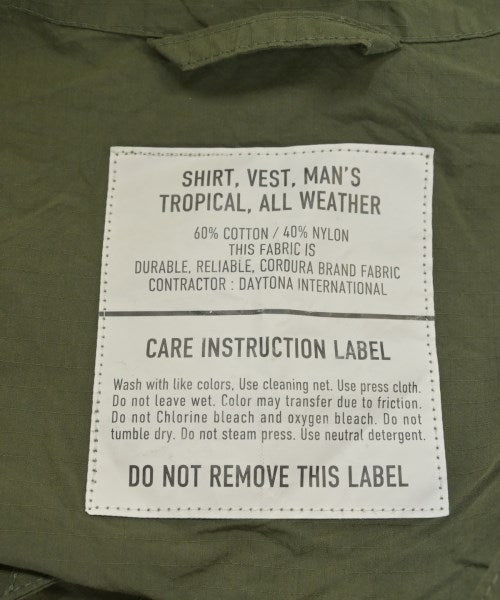 SHIRT, VEST, MAN'S
TROPICAL, ALL WEATHER
60% COTTON / 40% NYLON
THIS FABRIC IS
DURABLE, RELIABLE, CORDURA BRAND FABRIC
CONTRACTOR : DAYTONA INTERNATIONAL
CARE INSTRUCTION LABEL
Wash with like colors, Use cleaning net. Use press cloth.
Do not leave wet. Color may transfer due to friction.
Do not Chlorine bleach and oxygen bleach. Do not
tumble dry. Do not steam press. Use neutral detergent.
DO NOT REMOVE THIS LABEL